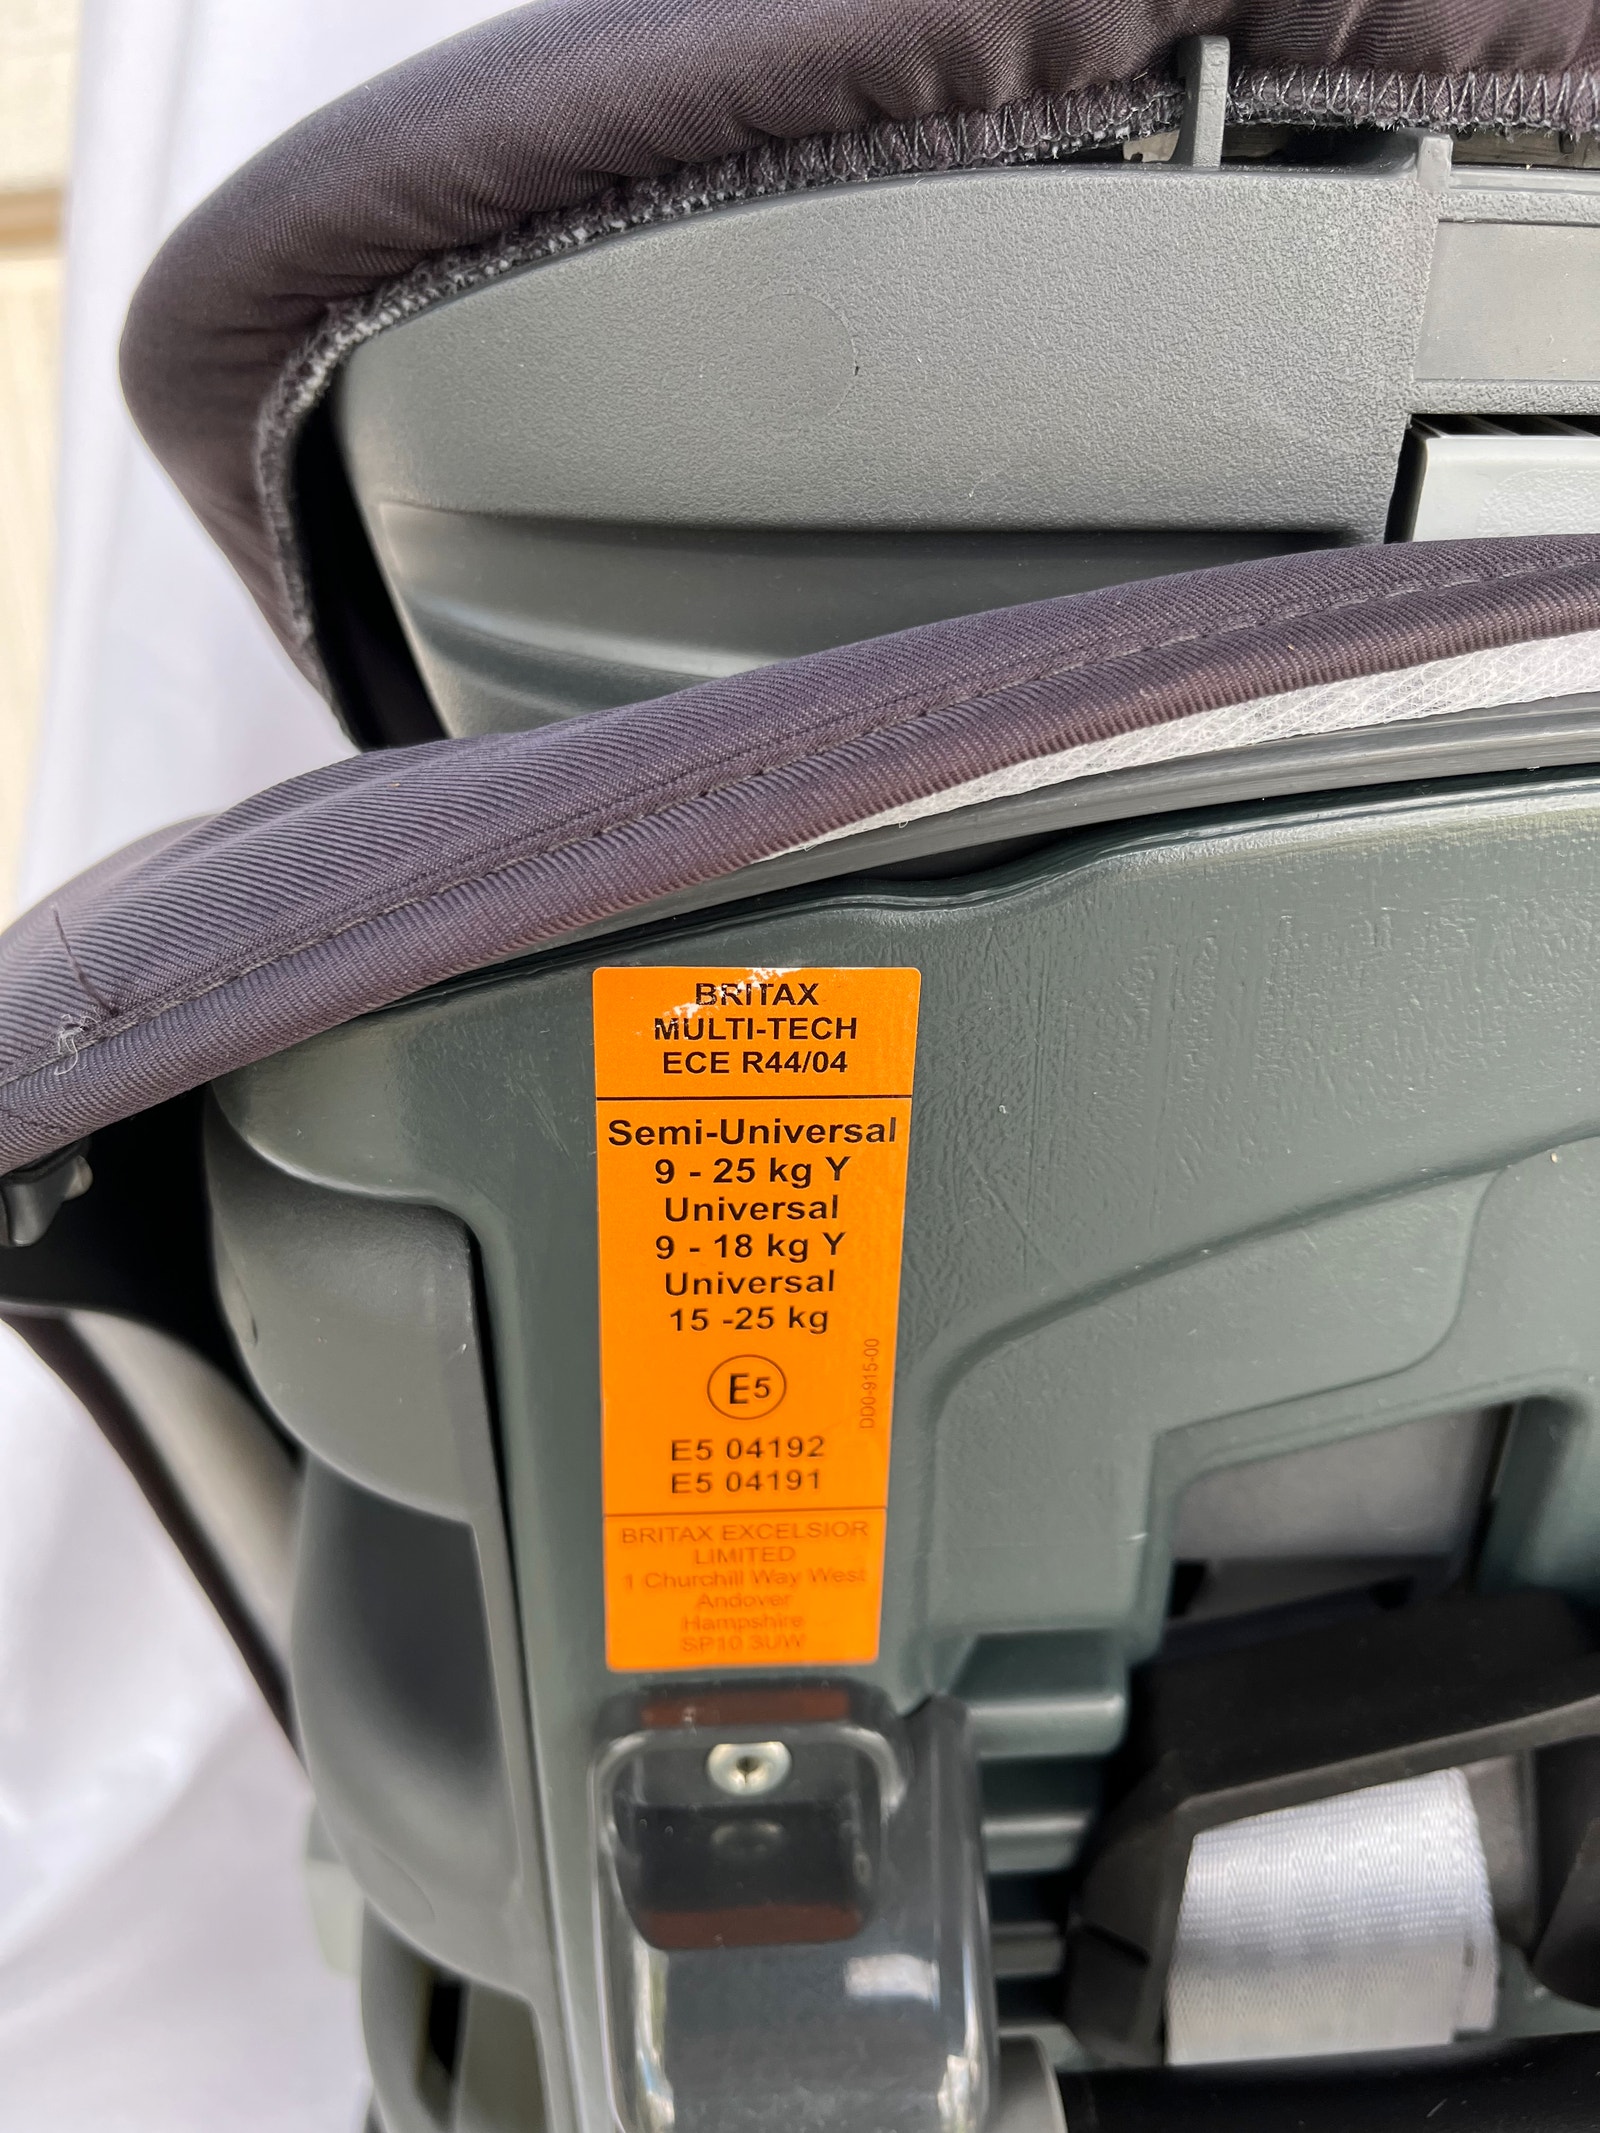 BRITAX
MULTI-TECH
ECE R44/04
Semi-Universal
9 - 25 kg Y
Universal
9 - 18 kg Y
Universal
15 -25 kg
E5
DD0-915-00
E5 04192
E5 04191
BRITAX EXCELSIOR
LIMITED
1 Churchill Way West
Andover
Hampshire
SP10 3UW